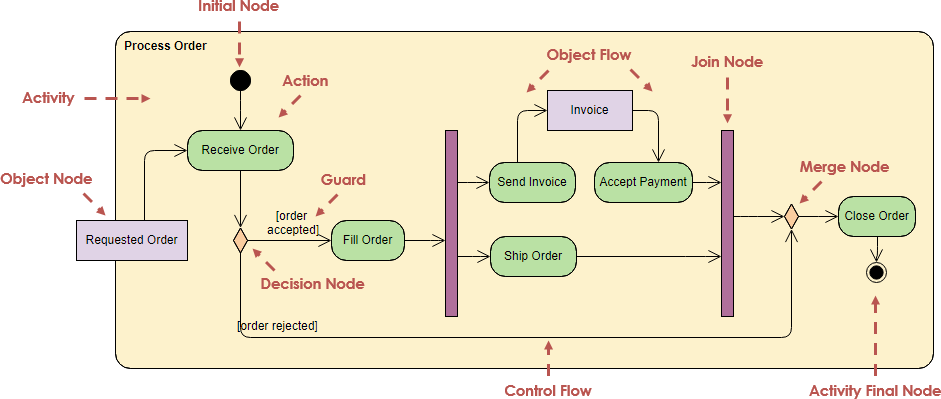 Initial Node
Process Order
Object Flow
Join Node
Action
Activity
Invoice
Receive Order
Merge Node
Object Node
Guard
Send Invoice
Accept Payment
[order
accepted]
Close Order
Requested Order
Fill Order
Ship Order
Decision Node
[order rejected]
Control Flow
Activity Final Node